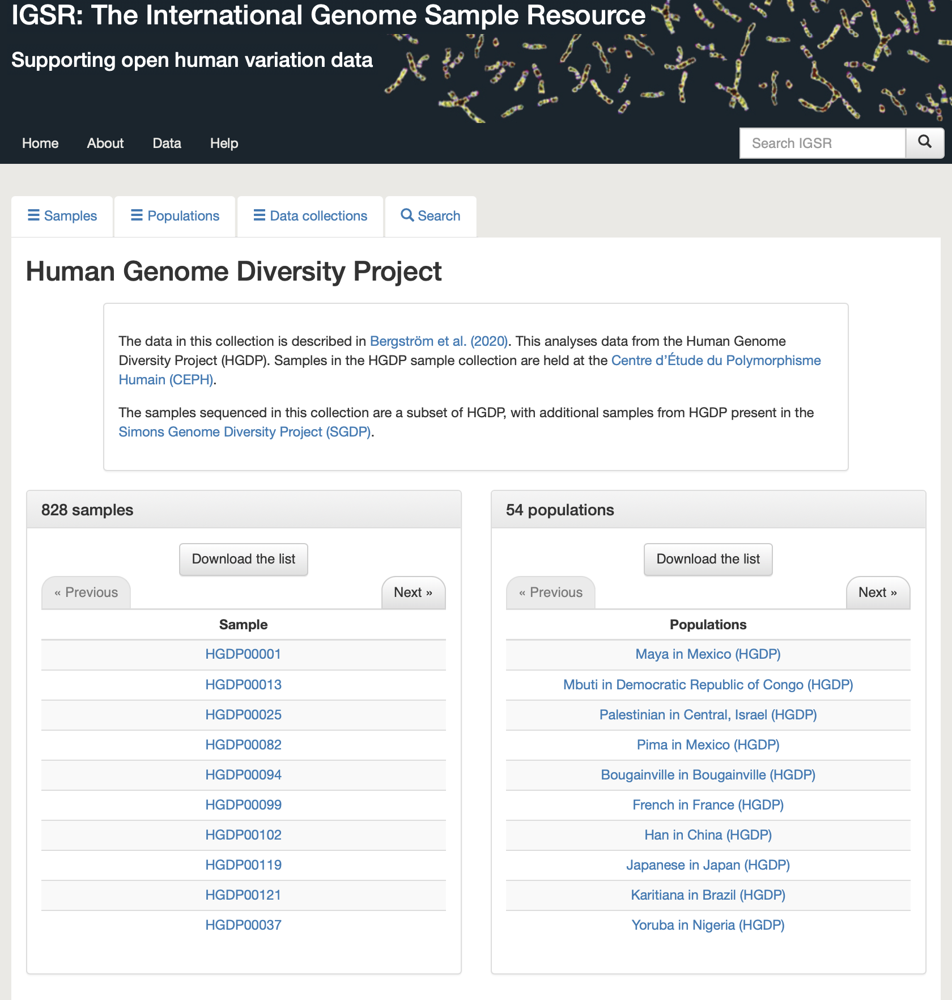 IGSR: The International Genome Sample Resource
Supporting open human variation data
Home About Data Help
Search IGSR
Samples Populations Data collections Search
Human Genome Diversity Project
The data in this collection is described in Bergström et al. (2020). This analyses data from the Human Genome
Diversity Project (HGDP). Samples in the HGDP sample collection are held at the Centre d’Étude du Polymorphisme
Humain (CEPH).
The samples sequenced in this collection are a subset of HGDP, with additional samples from HGDP present in the
Simons Genome Diversity Project (SGDP).
828 samples
Download the list
« Previous Next »
Sample
HGDP00001
HGDP00013
HGDP00025
HGDP00082
HGDP00094
HGDP00099
HGDP00102
HGDP00119
HGDP00121
HGDP00037
54 populations
Download the list
« Previous Next »
Populations
Maya in Mexico (HGDP)
Mbuti in Democratic Republic of Congo (HGDP)
Palestinian in Central, Israel (HGDP)
Pima in Mexico (HGDP)
Bougainville in Bougainville (HGDP)
French in France (HGDP)
Han in China (HGDP)
Japanese in Japan (HGDP)
Karitiana in Brazil (HGDP)
Yoruba in Nigeria (HGDP)